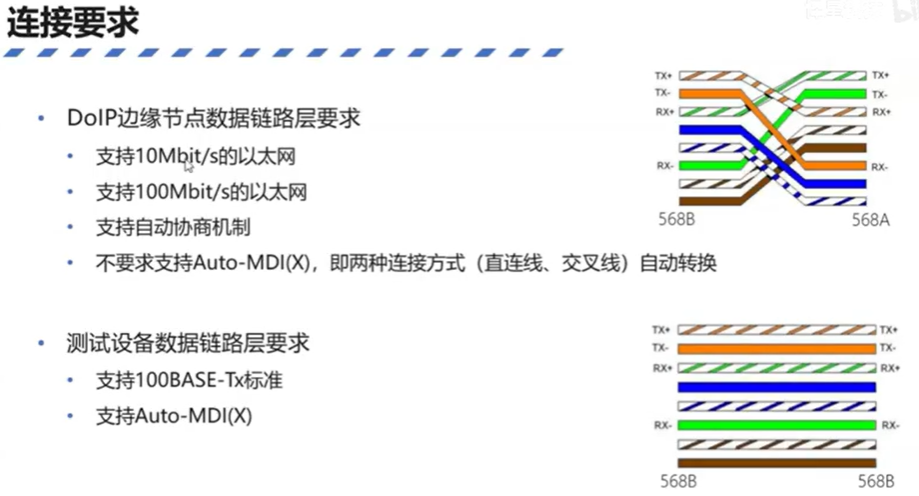 连接要求
DoIP边缘节点数据链路层要求
支持10Mbit/s的以太网
支持100Mbit/s的以太网
支持自动协商机制
不要求支持Auto-MDI(X)，即两种连接方式（直连线、交叉线）自动转换
测试设备数据链路层要求
支持100BASE-Tx标准
支持Auto-MDI(X)
TX+ TX+
TX- TX-
RX+ RX+
RX- RX-
568B 568A
TX+ TX+
TX- TX-
RX+ RX+
RX- RX-
568B 568B